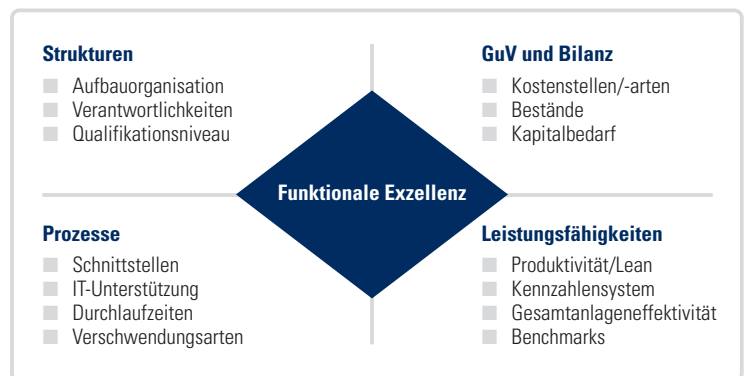 Strukturen
Aufbauorganisation
Verantwortlichkeiten
Qualifikationsniveau
GuV und Bilanz
Kostenstellen/-arten
Bestände
Kapitalbedarf
Funktionale Exzellenz
Prozesse
Schnittstellen
IT-Unterstützung
Durchlaufzeiten
Verschwendungsarten
Leistungsfähigkeiten
Produktivität/Lean
Kennzahlensystem
Gesamtanlageneffektivität
Benchmarks